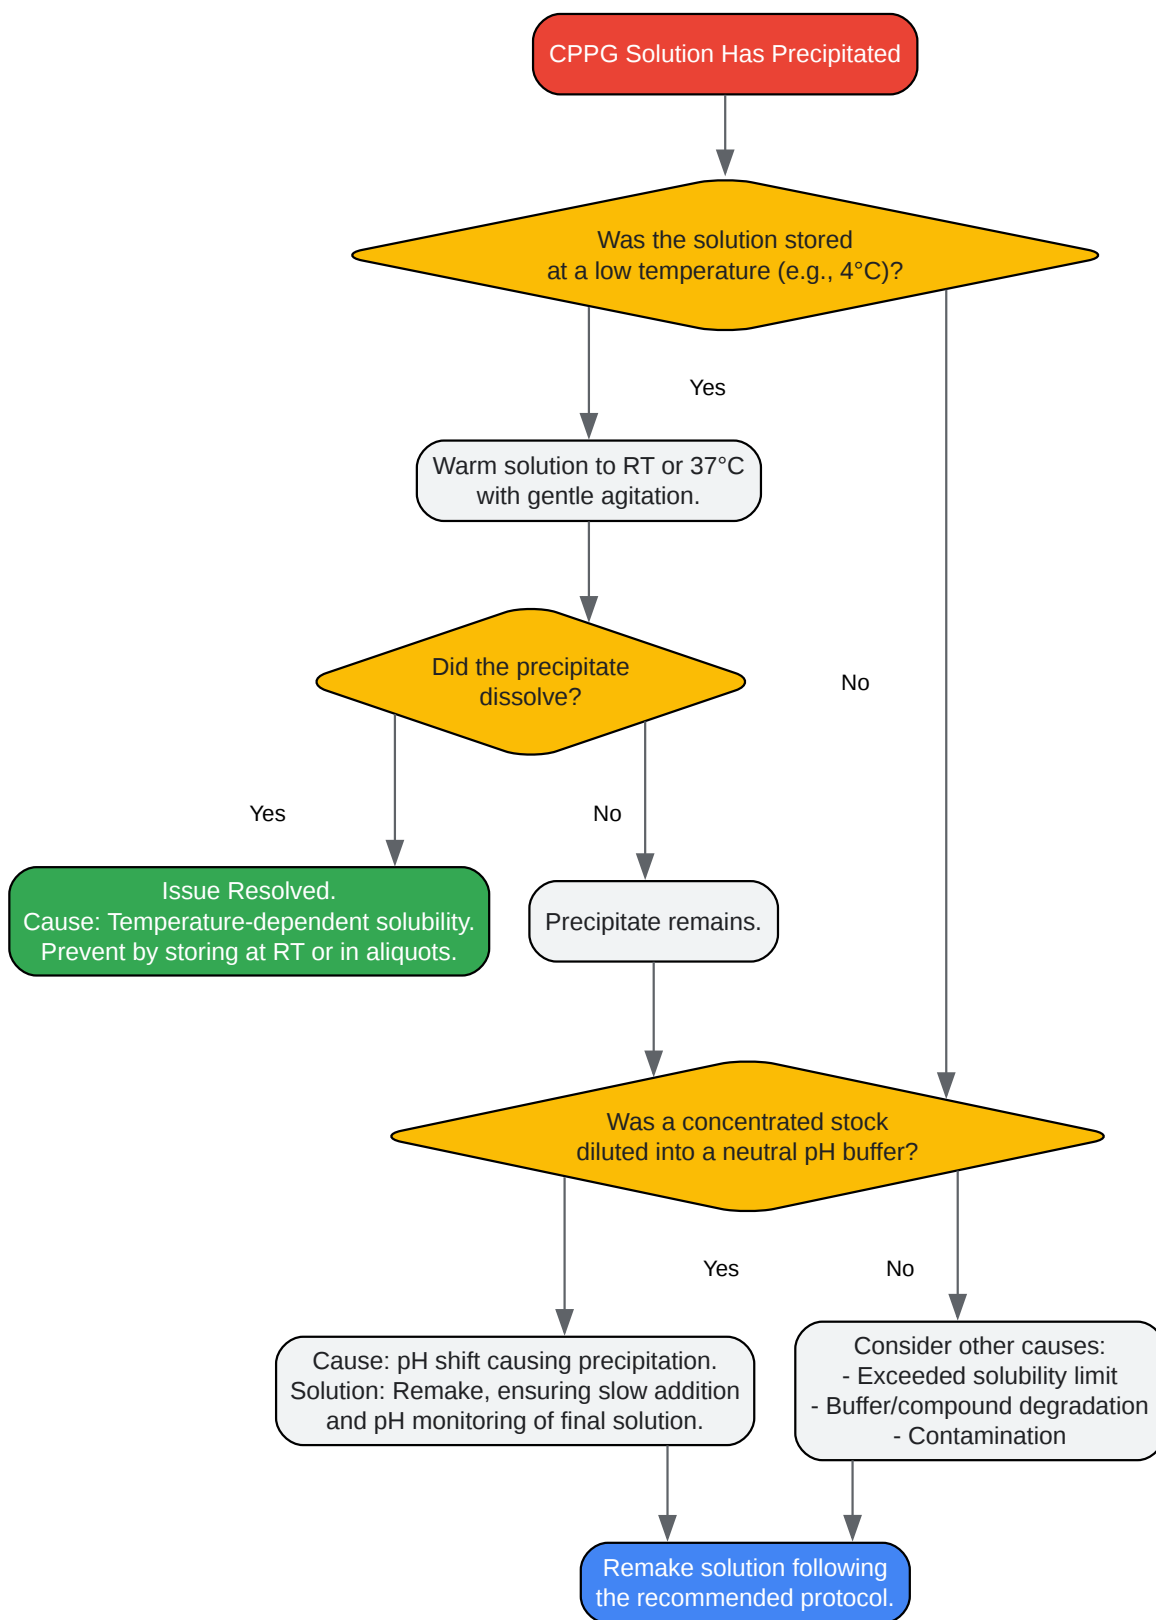 CPPG Solution Has Precipitated
Was the solution stored
at a low temperature (e.g., 4°C)?
Yes
Warm solution to RT or 37°C
with gentle agitation.
Did the precipitate
dissolve?
No
Yes
No
Issue Resolved.
Cause: Temperature-dependent solubility.
Prevent by storing at RT or in aliquots.
Precipitate remains.
Was a concentrated stock
diluted into a neutral pH buffer?
Yes
No
Cause: pH shift causing precipitation.
Solution: Remake, ensuring slow addition
and pH monitoring of final solution.
Consider other causes:
- Exceeded solubility limit
- Buffer/compound degradation
- Contamination
Remake solution following
the recommended protocol.